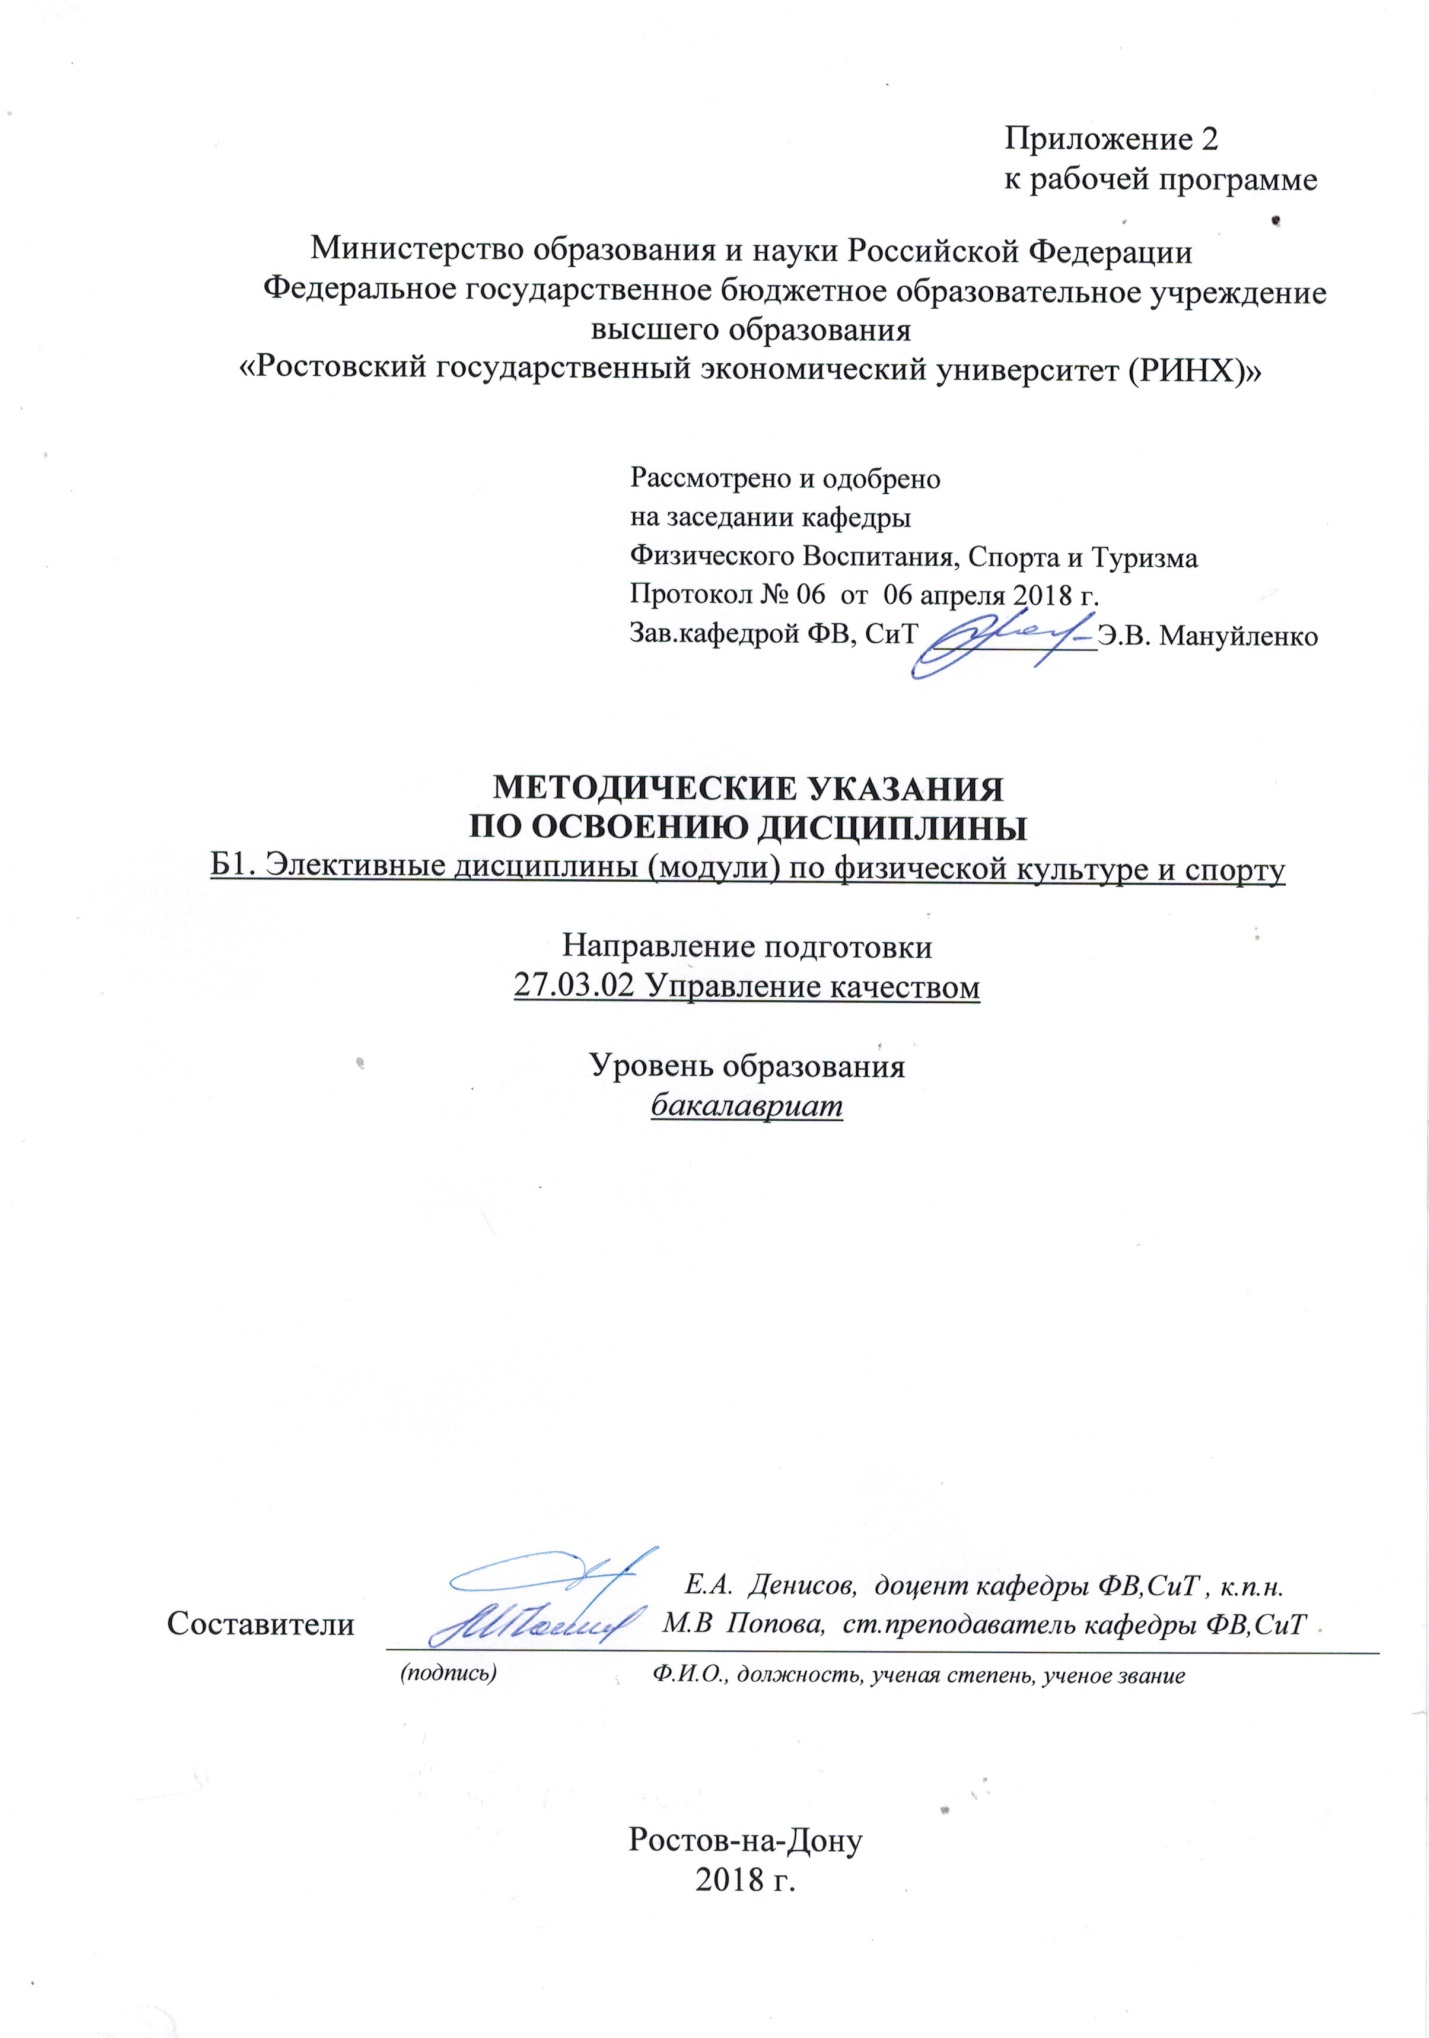 Приложение 2
к рабочей программе
Министерство образования и науки Российской Федерации
Федеральное государственное бюджетное образовательное учреждение
высшего образования
«Ростовский государственный экономический университет (РИНХ)»
Рассмотрено и одобрено
на заседании кафедры
Физического Воспитания, Спорта и Туризма
Протокол № 06 от 06 апреля 2018 г.
Зав.кафедрой ФВ, СиТ ____________Э.В. Мануйленко
МЕТОДИЧЕСКИЕ УКАЗАНИЯ
ПО ОСВОЕНИЮ ДИСЦИПЛИНЫ
Б1. Элективные дисциплины (модули) по физической культуре и спорту
Направление подготовки
27.03.02 Управление качеством
Уровень образования
бакалавриат
Е.А. Денисов, доцент кафедры ФВ,СиТ , к.п.н.
Составители М.В Попова, ст.преподаватель кафедры ФВ,СиТ
(подпись) Ф.И.О., должность, ученая степень, ученое звание
Ростов-на-Дону
2018 г.